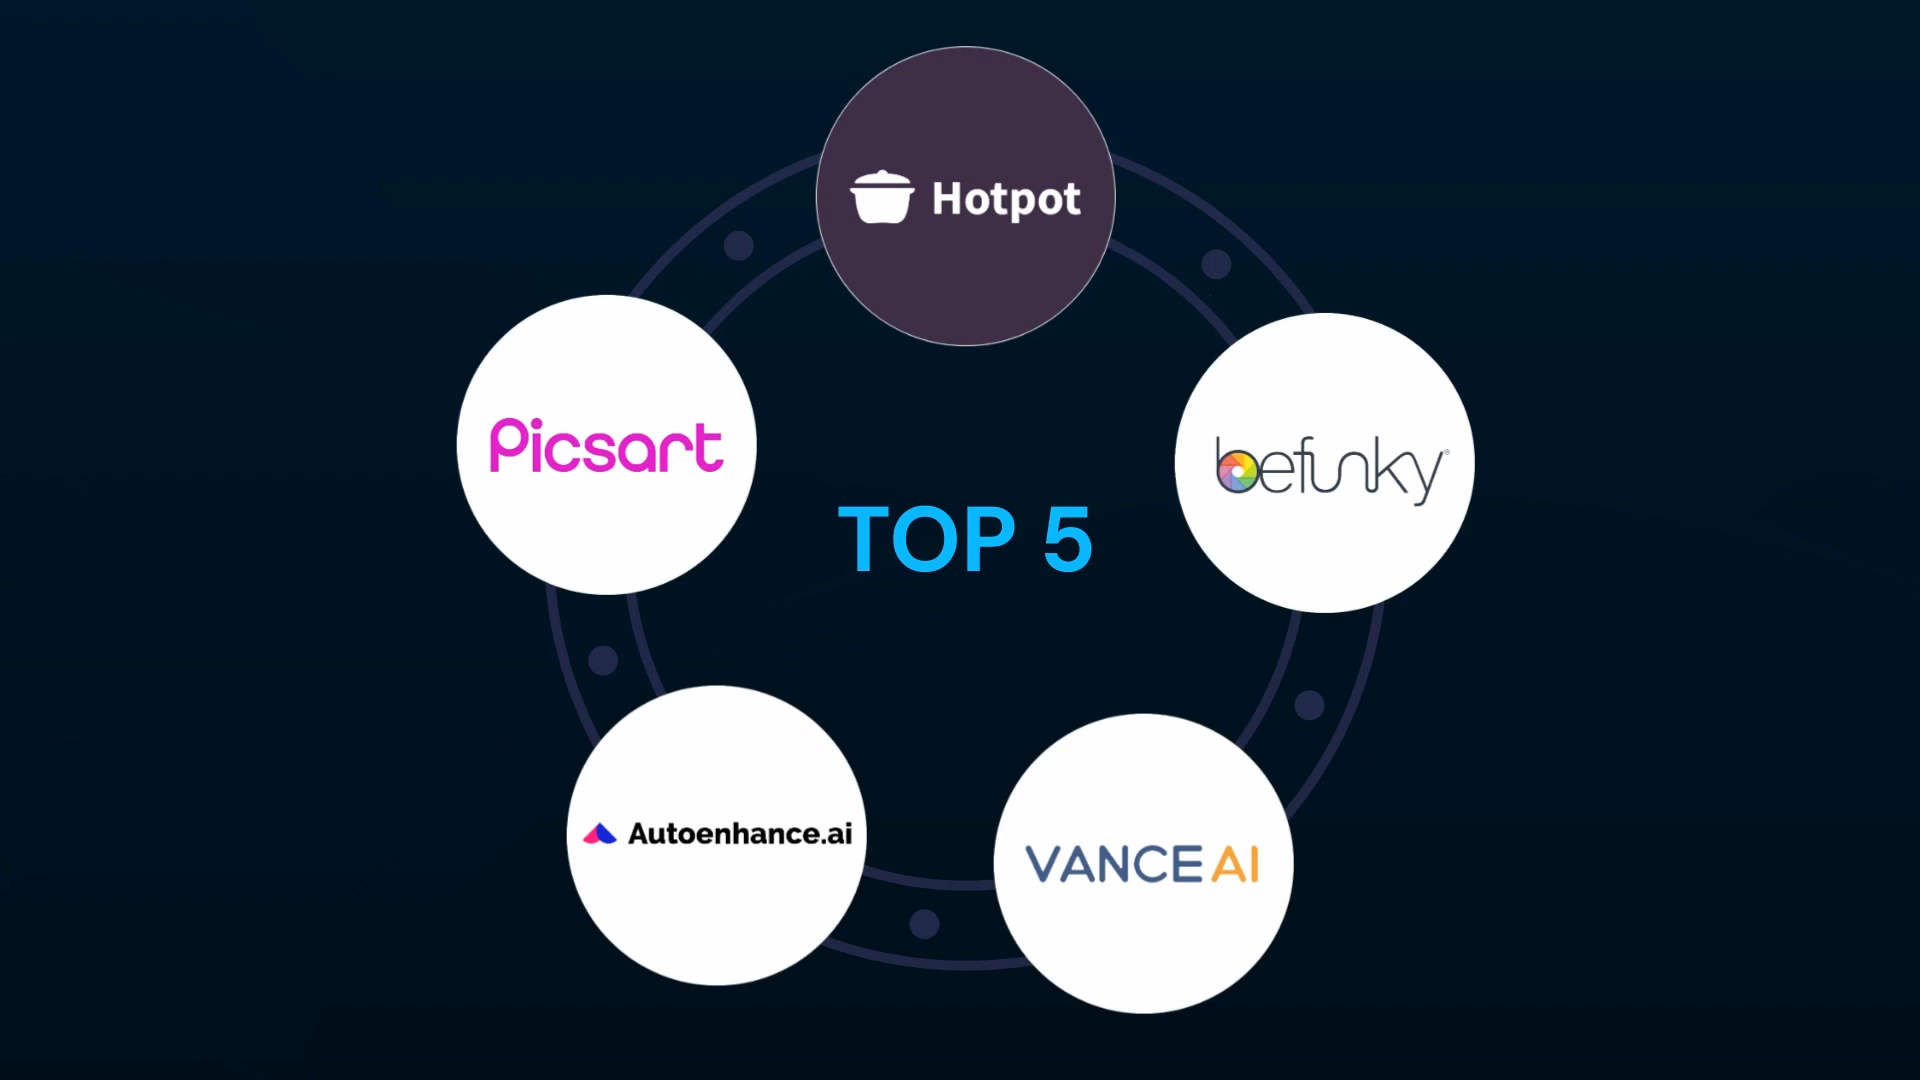 Hotpot
Picsart
befunky®
TOP 5
Autoenhance.ai
VANCE AI